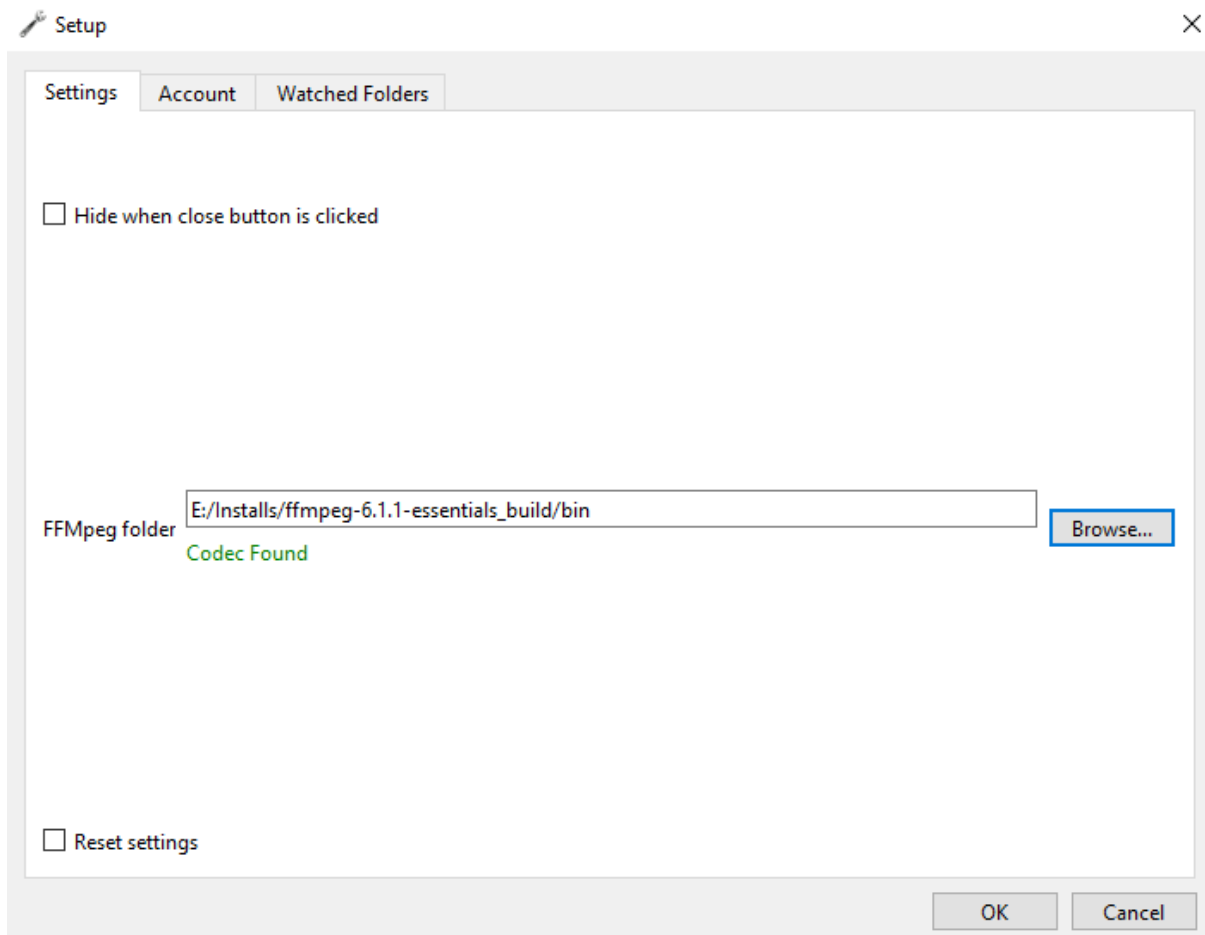 Setup
Settings Account Watched Folders
Hide when close button is clicked
E:/Installs/ffmpeg-6.1.1-essentials_build/bin
FFMpeg folder Browse...
Codec Found
Reset settings
OK Cancel